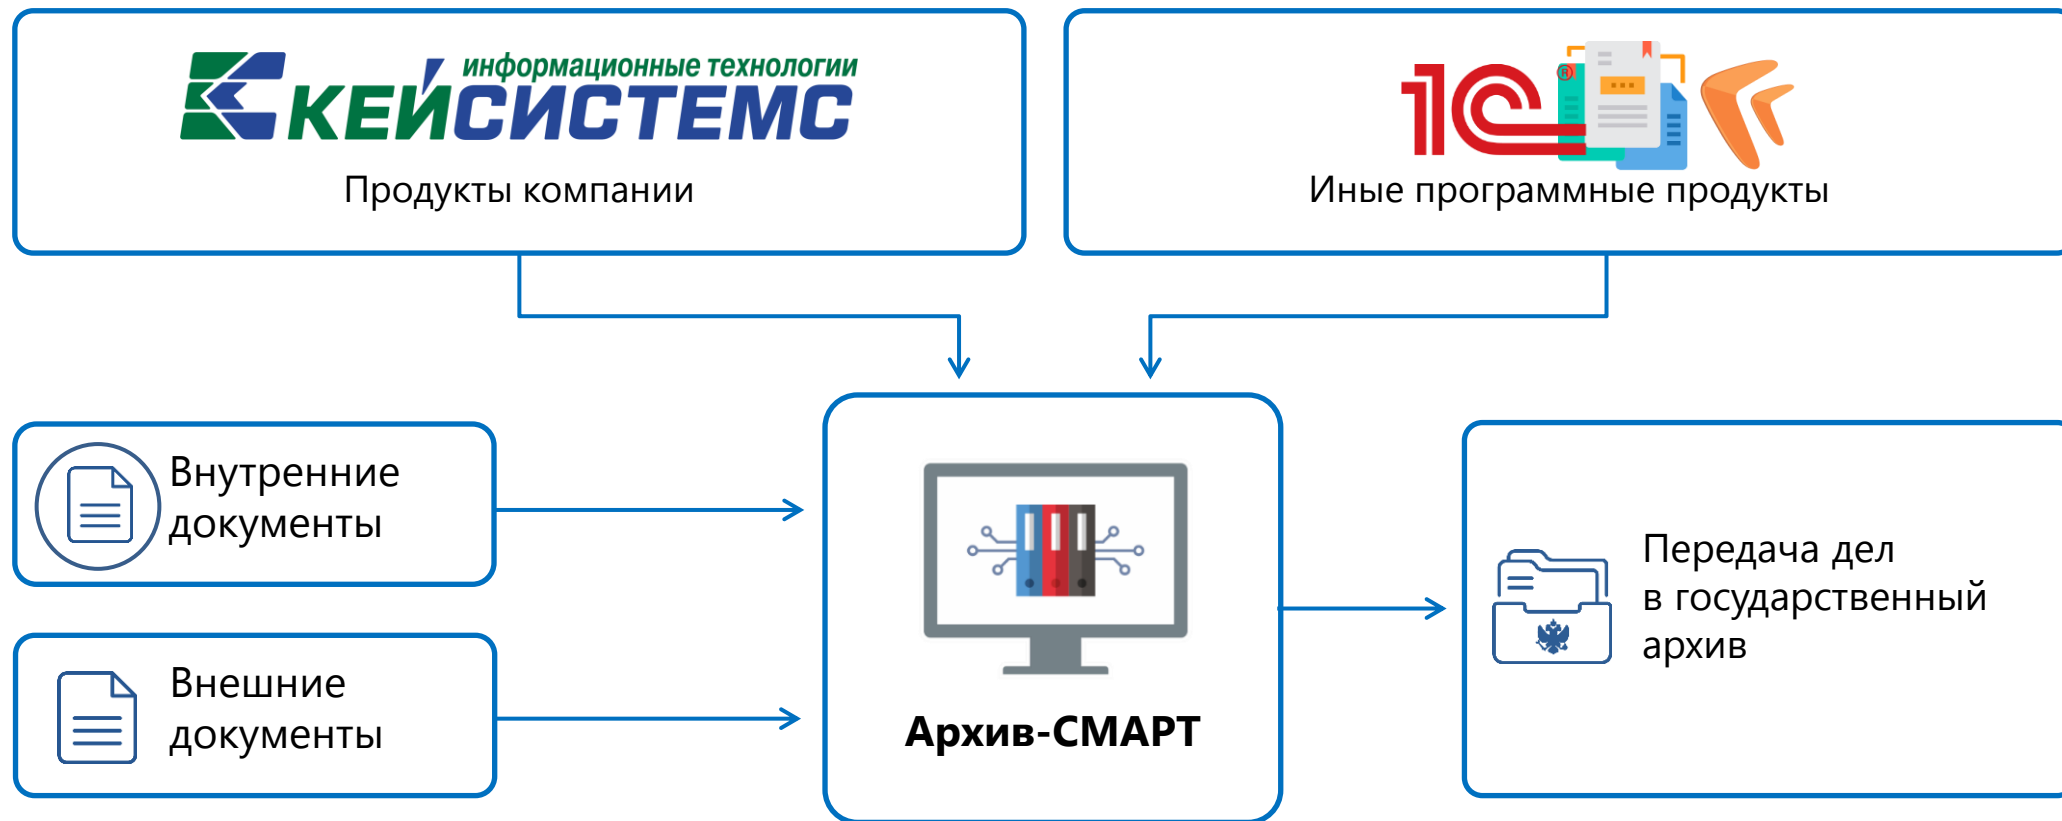 информационные технологии
КЕЙСИСТЕМС
Продукты компании
1С
®
Иные программные продукты
Внутренние
документы
Внешние
документы
Архив-СМАРТ
Передача дел
в государственный
архив